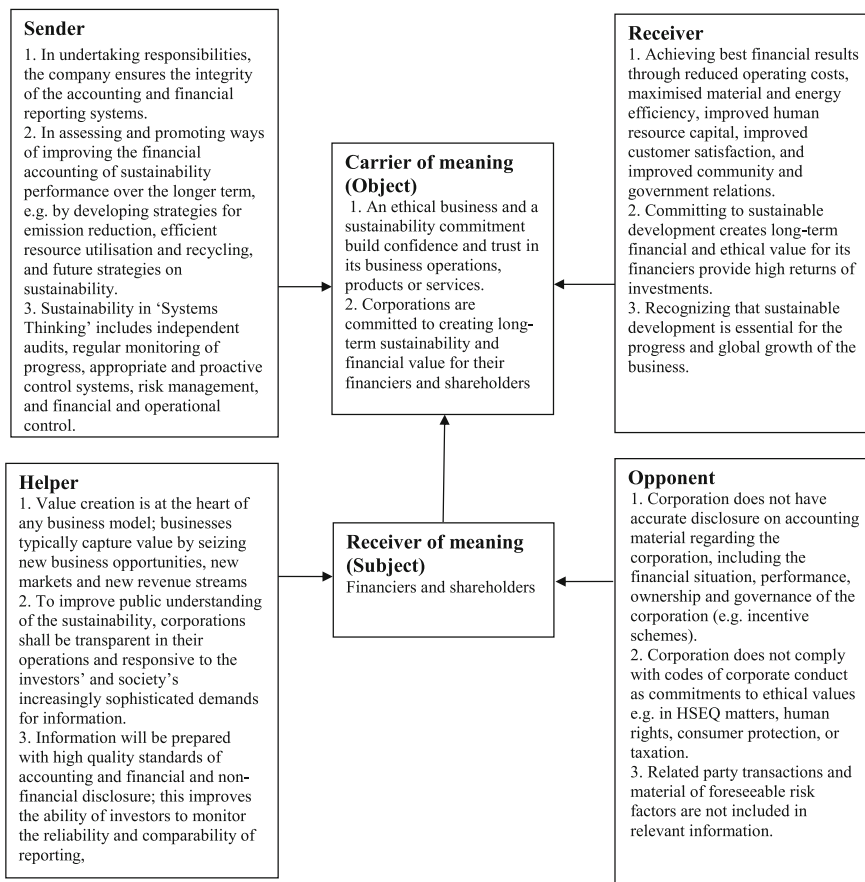 Sender
1. In undertaking responsibilities,
the company ensures the integrity
of the accounting and financial
reporting systems.
2. In assessing and promoting ways
of improving the financial
accounting of sustainability
performance over the longer term,
e.g. by developing strategies for
emission reduction, efficient
resource utilisation and recycling,
and future strategies on
sustainability.
3. Sustainability in ‘Systems
Thinking’ includes independent
audits, regular monitoring of
progress, appropriate and proactive
control systems, risk management,
and financial and operational
control.
Carrier of meaning
(Object)
1. An ethical business and a
sustainability commitment
build confidence and trust in
its business operations,
products or services.
2. Corporations are
committed to creating long-
term sustainability and
financial value for their
financiers and shareholders
Receiver
1. Achieving best financial results
through reduced operating costs,
maximised material and energy
efficiency, improved human
resource capital, improved
customer satisfaction, and
improved community and
government relations.
2. Committing to sustainable
development creates long-term
financial and ethical value for its
financiers provide high returns of
investments.
3. Recognizing that sustainable
development is essential for the
progress and global growth of the
business.
Helper
1. Value creation is at the heart of
any business model; businesses
typically capture value by seizing
new business opportunities, new
markets and new revenue streams
2. To improve public understanding
of the sustainability, corporations
shall be transparent in their
operations and responsive to the
investors’ and society’s
increasingly sophisticated demands
for information.
3. Information will be prepared
with high quality standards of
accounting and financial and non-
financial disclosure; this improves
the ability of investors to monitor
the reliability and comparability of
reporting,
Receiver of meaning
(Subject)
Financiers and shareholders
Opponent
1. Corporation does not have
accurate disclosure on accounting
material regarding the
corporation, including the
financial situation, performance,
ownership and governance of the
corporation (e.g. incentive
schemes).
2. Corporation does not comply
with codes of corporate conduct
as commitments to ethical values
e.g. in HSEQ matters, human
rights, consumer protection, or
taxation.
3. Related party transactions and
material of foreseeable risk
factors are not included in
relevant information.